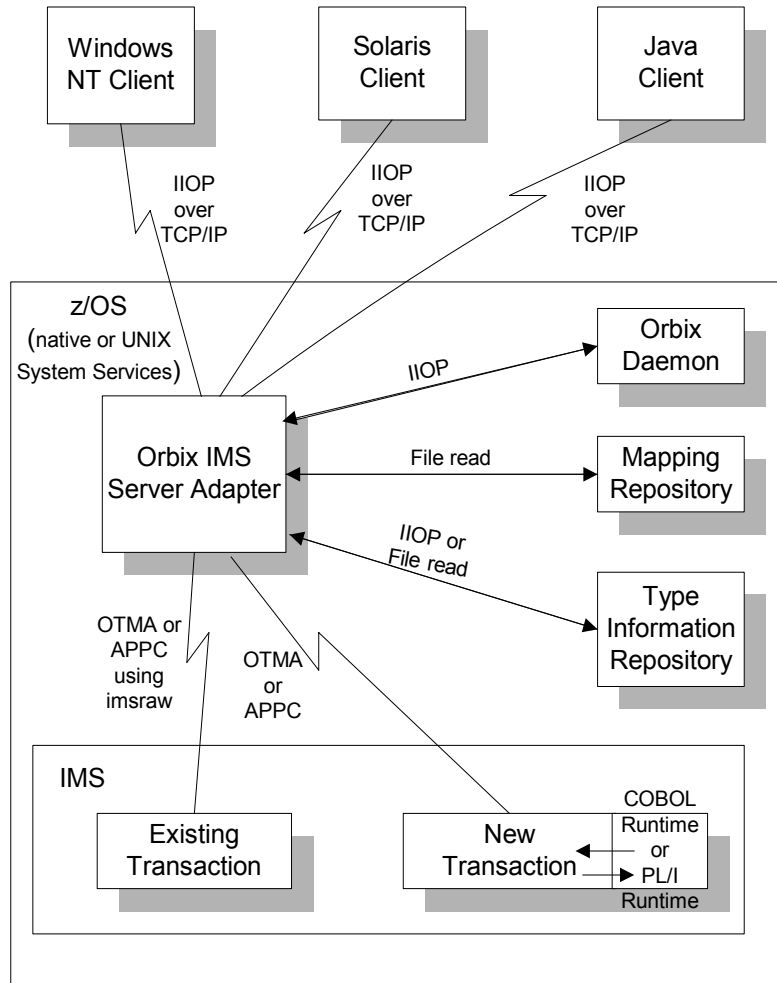 Windows
NT Client
Solaris
Client
Java
Client
IIOP
over
TCP/IP
IIOP
over
TCP/IP
IIOP
over
TCP/IP
z/OS
(native or UNIX
System Services)
Orbix
Daemon
IIOP
Orbix IMS
Server Adapter
File read
Mapping
Repository
IIOP or
File read
Type
Information
Repository
OTMA or
APPC
using
imsraw
OTMA
or
APPC
IMS
Existing
Transaction
New
Transaction
COBOL
Runtime
or
PL/I
Runtime